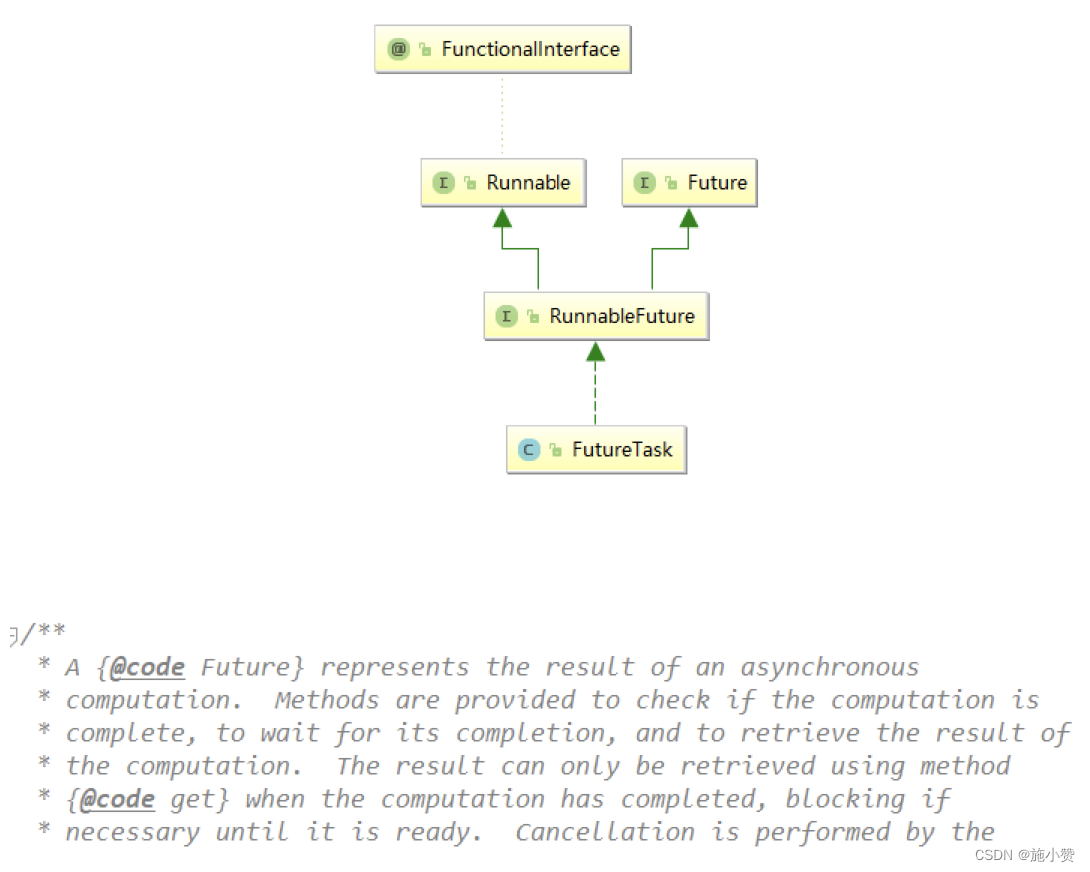 @ FunctionalInterface
I Runnable
I Future
I RunnableFuture
C FutureTask
/**
* A {@code Future} represents the result of an asynchronous
* computation.  Methods are provided to check if the computation is
* complete, to wait for its completion, and to retrieve the result of
* the computation.  The result can only be retrieved using method
* {@code get} when the computation has completed, blocking if
* necessary until it is ready.  Cancellation is performed by the
CSDN @施小赞